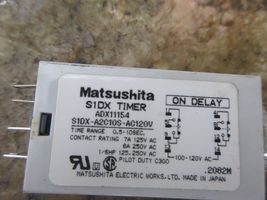 Matsushita
S1DX TIMER
ADX11154
S1DX-A2C10S-AC120V
ON DELAY
TIME RANGE 0.5-10SEC.
CONTACT RATING 7A 125V AC
6A 250V AC
1/6HP 125,250V AC
PILOT DUTY C300
100-120V AC
2082M
MATSUSHITA ELECTRIC WORKS, LTD. MADE IN JAPAN